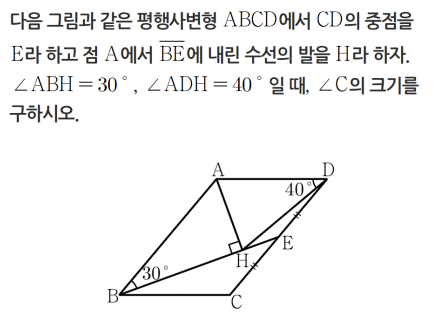 다음 그림과 같은 평행사변형 ABCD에서 CD의 중점을
E라 하고 점 A에서 \overline{BE}에 내린 수선의 발을 H라 하자.
∠ABH=30°, ∠ADH=40°일 때, ∠C의 크기를
구하시오.
A
D
40°
E
H
30°
B
C